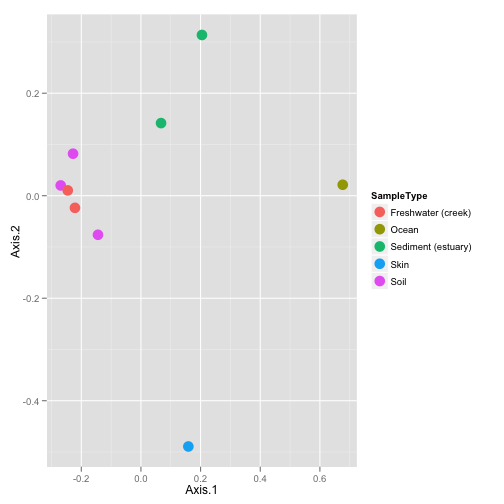 Axis.2
0.2
0.0
-0.2
-0.4
-0.2
0.0
0.2
0.4
0.6
Axis.1
SampleType
Freshwater (creek)
Ocean
Sediment (estuary)
Skin
Soil